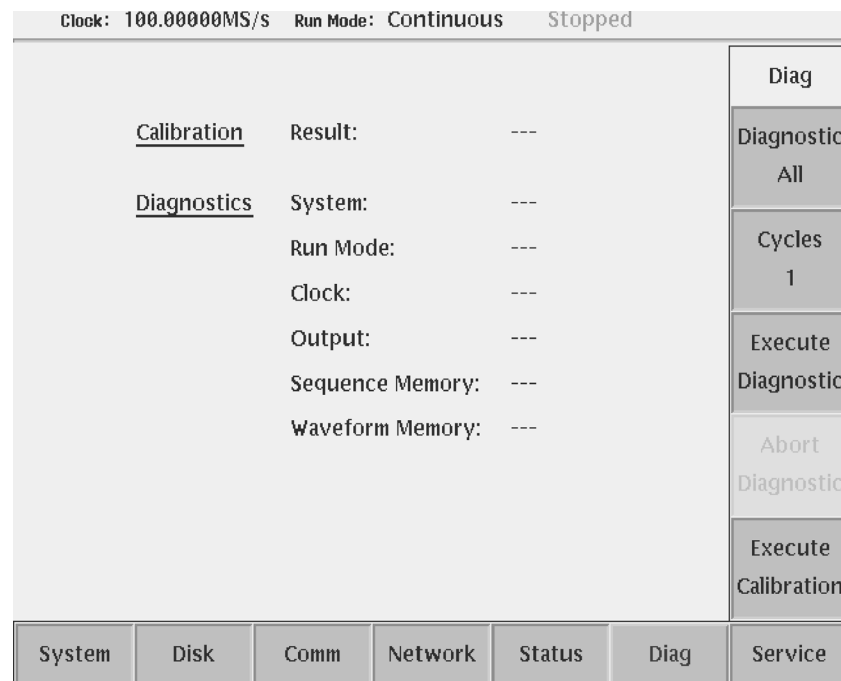 Clock: 100.00000MS/s Run Mode: Continuous Stopped
Diag
Calibration Result: ---
Diagnostics System: ---
Run Mode: ---
Clock: ---
Output: ---
Sequence Memory: ---
Waveform Memory: ---
Diagnostic
All
Cycles
1
Execute
Diagnostic
Abort
Diagnostic
Execute
Calibration
System Disk Comm Network Status Diag Service